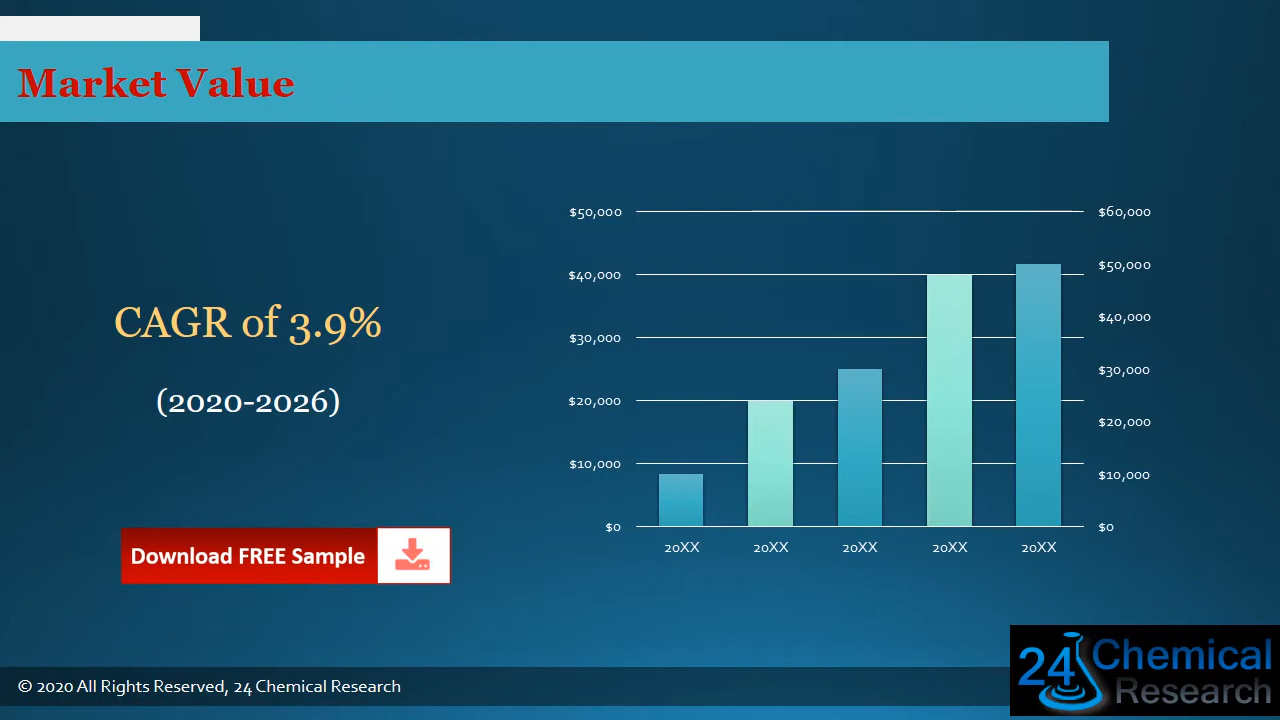 Market Value
CAGR of 3.9%
(2020-2026)
Download FREE Sample
$50,000
$40,000
$30,000
$20,000
$10,000
$0
$60,000
$50,000
$40,000
$30,000
$20,000
$10,000
$0
20XX 20XX 20XX 20XX 20XX
© 2020 All Rights Reserved, 24 Chemical Research
24 Chemical
Research